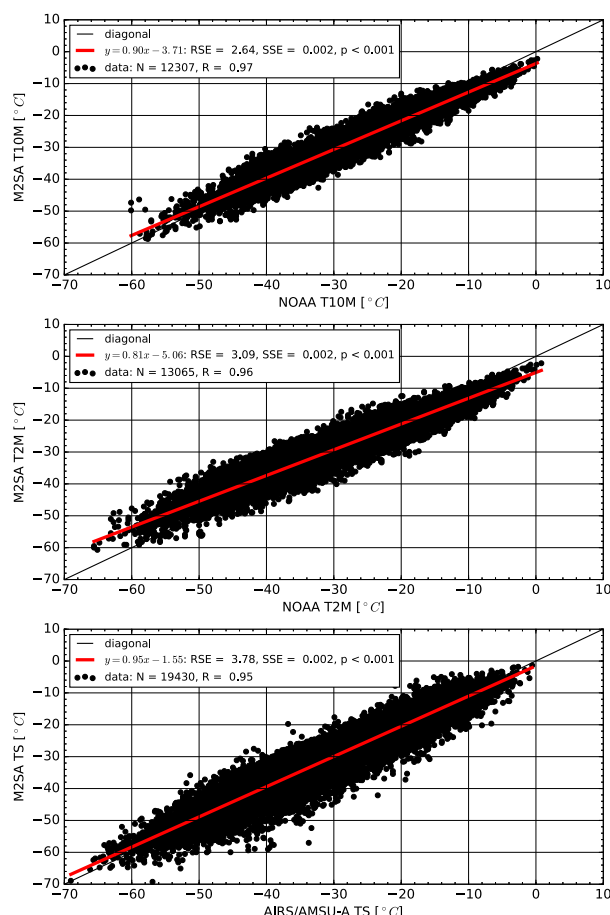 10
0
−10
−20
−30
−40
−50
−60
−70
M2SA T10M [°C]
diagonal
y=0.90x−3.71: RSE = 2.64, SSE = 0.002, p < 0.001
data: N = 12307, R = 0.97
−70 −60 −50 −40 −30 −20 −10 0 10
NOAA T10M [°C]
10
0
−10
−20
−30
−40
−50
−60
−70
M2SA T2M [°C]
diagonal
y=0.81x−5.06: RSE = 3.09, SSE = 0.002, p < 0.001
data: N = 13065, R = 0.96
−70 −60 −50 −40 −30 −20 −10 0 10
NOAA T2M [°C]
10
0
−10
−20
−30
−40
−50
−60
−70
M2SA TS [°C]
diagonal
y=0.95x−1.55: RSE = 3.78, SSE = 0.002, p < 0.001
data: N = 19430, R = 0.95
−70 −60 −50 −40 −30 −20 −10 0 10
AIRS/AMSU-A TS [°C]